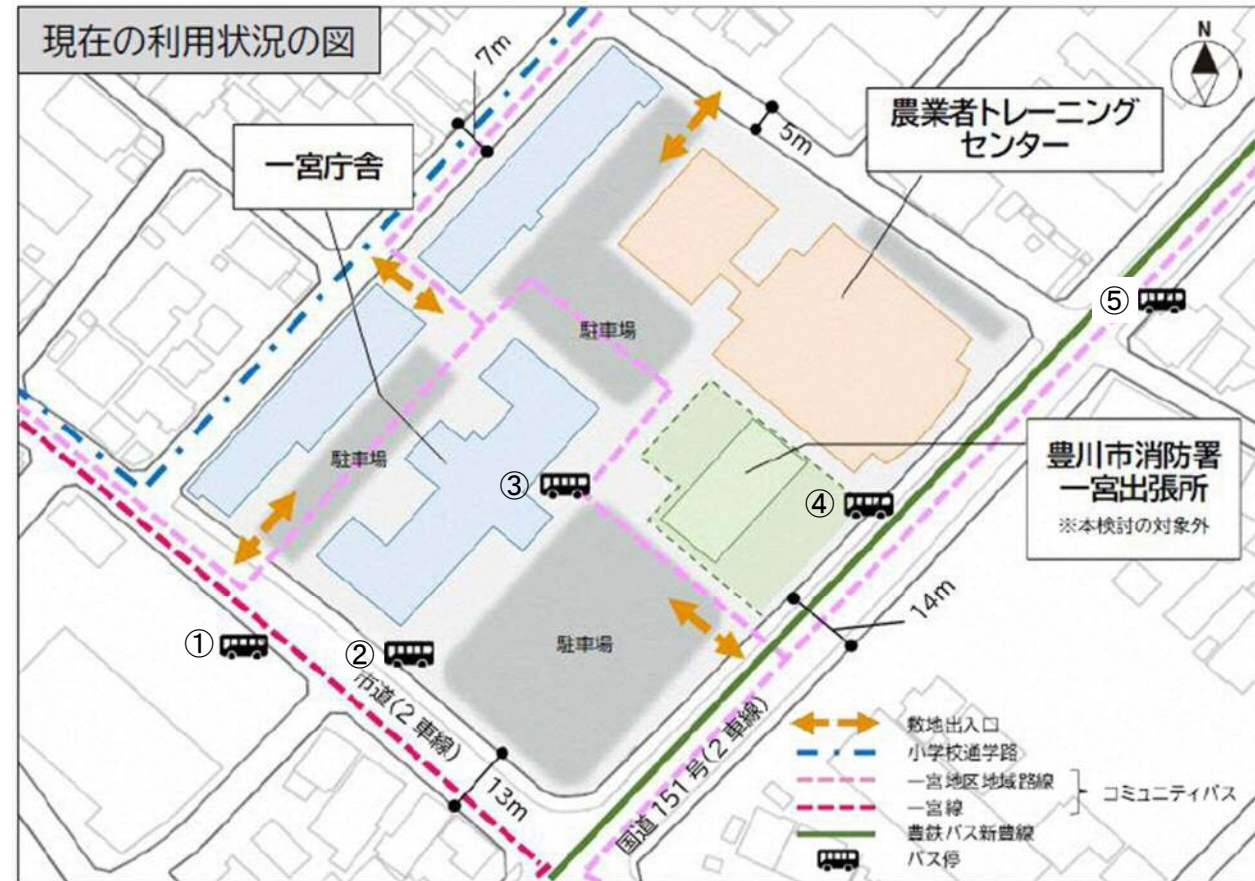 現在の利用状況の図
N
7m
5m
農業者トレーニング
センター
一宮庁舎
⑤
駐車場
豊川市消防署
一宮出張所
※本検討の対象外
駐車場
③
④
14m
①
②
駐車場
市道(2車線)
13m
国道151号(2車線)
敷地出入口
小学校通学路
一宮地区地域路線
一宮線
コミュニティバス
豊鉄バス新豊線
バス停